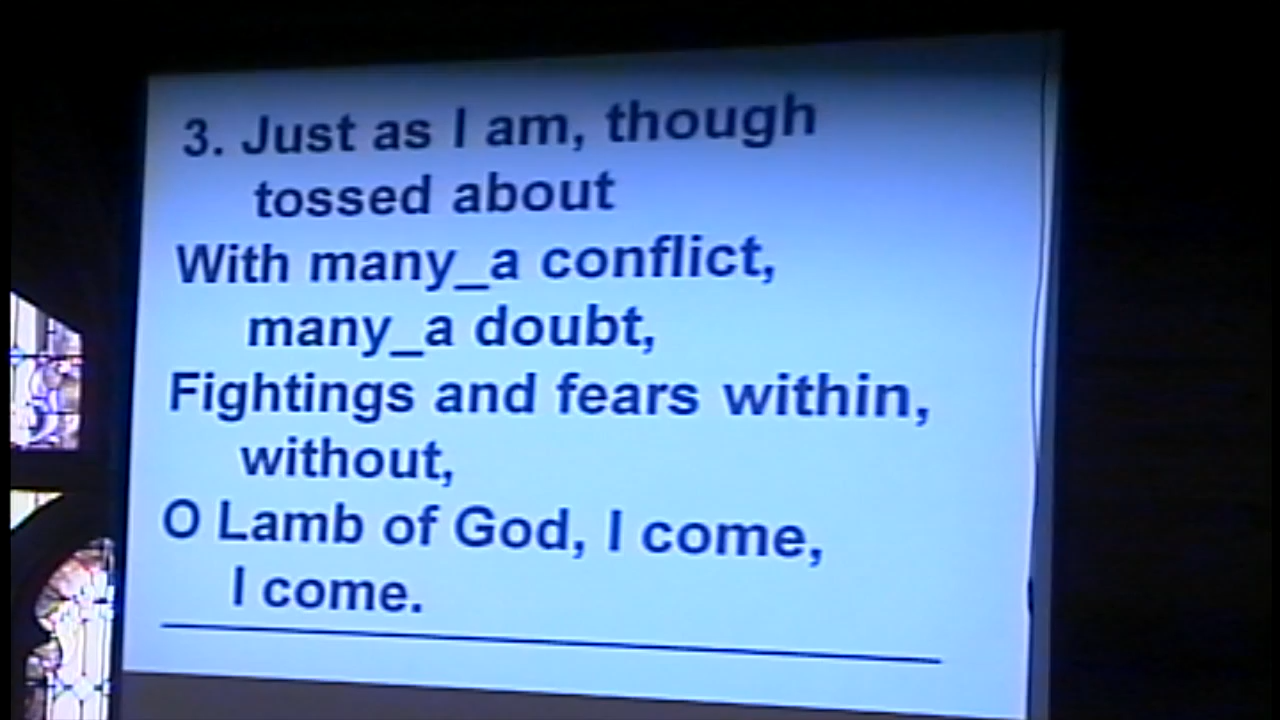 3. Just as I am, though
tossed about
With many_a conflict,
many_a doubt,
Fightings and fears within,
without,
O Lamb of God, I come,
I come.